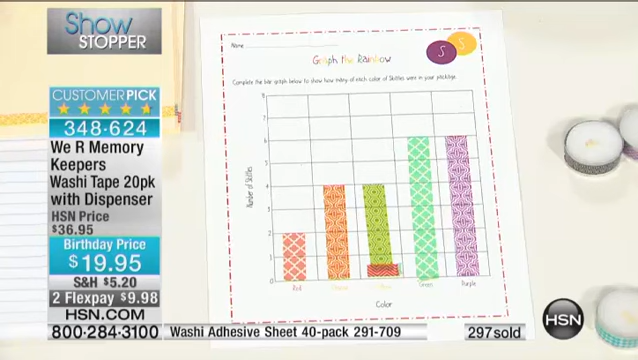 Show
STOPPER
CUSTOMER PICK
348-624
We R Memory
Keepers
Washi Tape 20pk
with Dispenser
HSN Price
$36.95
Birthday Price
$19.95
S&H $5.20
2 Flexpay $9.98
HSN.COM
800-284-3100
Washi Adhesive Sheet 40-pack 291-709
297 sold
HSN
Name
Graph the Rainbow
S S
Complete the bar graph below to show how many of each color of Skittles were in your package.
Number of Skittles
8
7
6
5
4
3
2
1
0
Red
Green
Purple
Color